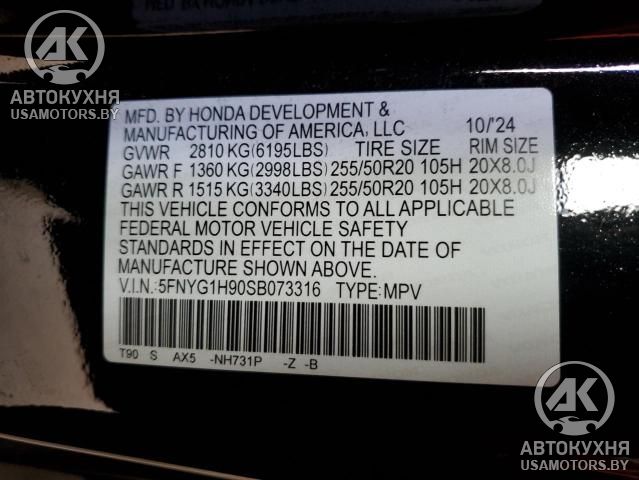 MFD. BY HONDA DEVELOPMENT &
MANUFACTURING OF AMERICA, LLC 10/'24
GVWR 2810 KG(6195LBS) TIRE SIZE RIM SIZE
GAWR F 1360 KG(2998LBS) 255/50R20 105H 20X8.0J
GAWR R 1515 KG(3340LBS) 255/50R20 105H 20X8.0J
THIS VEHICLE CONFORMS TO ALL APPLICABLE
FEDERAL MOTOR VEHICLE SAFETY
STANDARDS IN EFFECT ON THE DATE OF
MANUFACTURE SHOWN ABOVE.
V.I.N.:5FNYG1H90SB073316 TYPE:MPV
T90 S AX5 -NH731P -Z -B
АК
АВТОКУХНЯ
USAMOTORS.BY
АК
АВТОКУХНЯ
USAMOTORS.BY